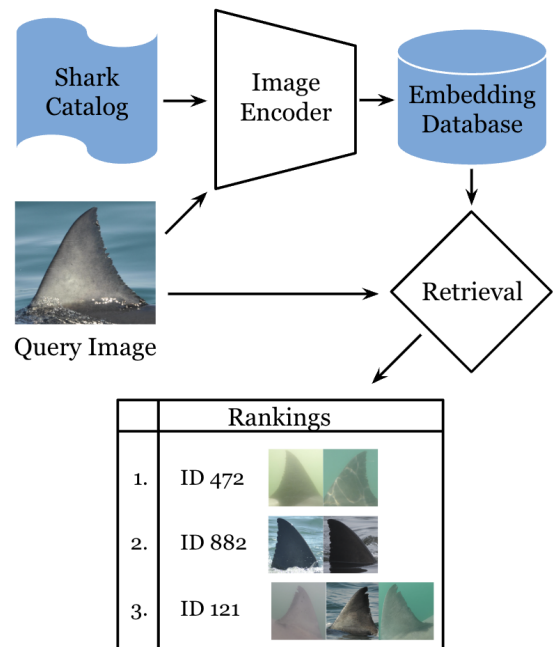 Shark
Catalog
Image
Encoder
Embedding
Database
Query Image
Retrieval
Rankings
1. ID 472
2. ID 882
3. ID 121